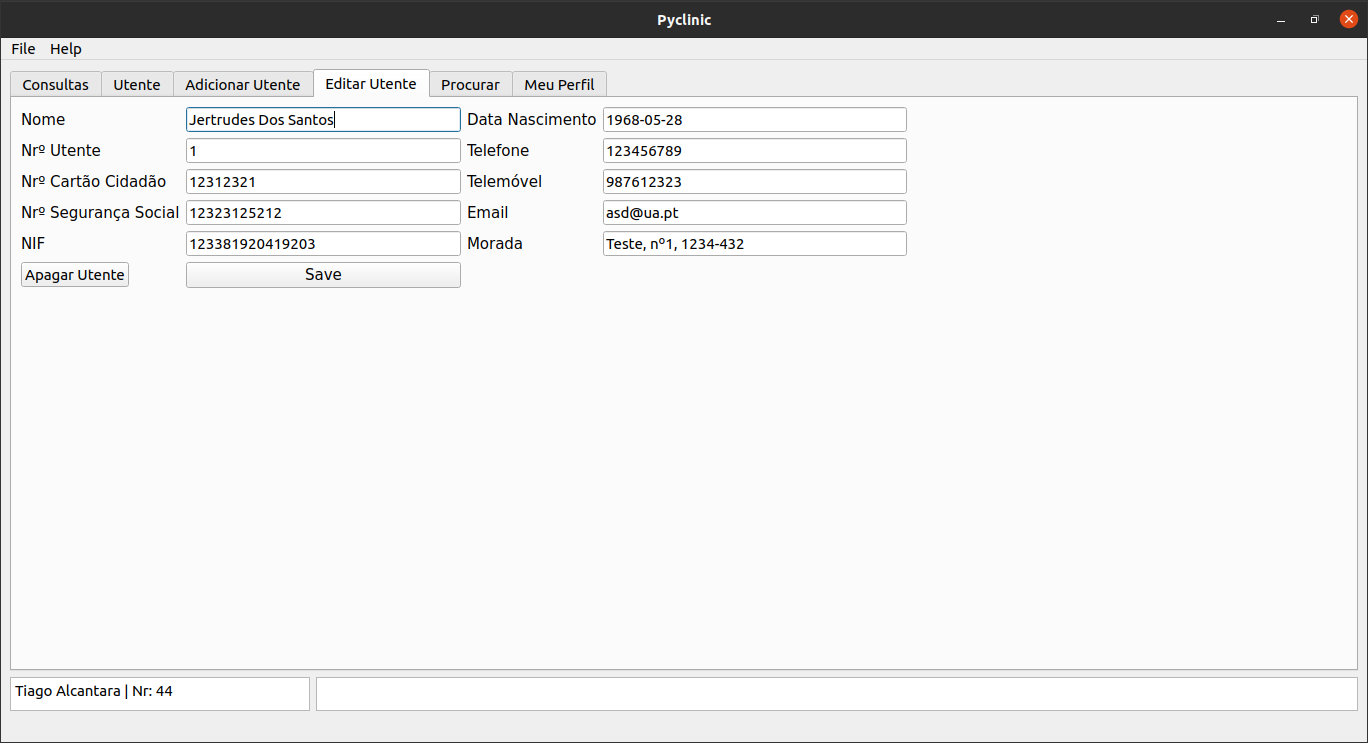 Pyclinic
File Help
Consultas Utente Adicionar Utente Editar Utente Procurar Meu Perfil
Nome Jertrudes Dos Santos Data Nascimento 1968-05-28
Nrº Utente 1 Telefone 123456789
Nrº Cartão Cidadão 12312321 Telemóvel 987612323
Nrº Segurança Social 12323125212 Email asd@ua.pt
NIF 123381920419203 Morada Teste, nº1, 1234-432
Apagar Utente Save
Tiago Alcantara | Nr: 44